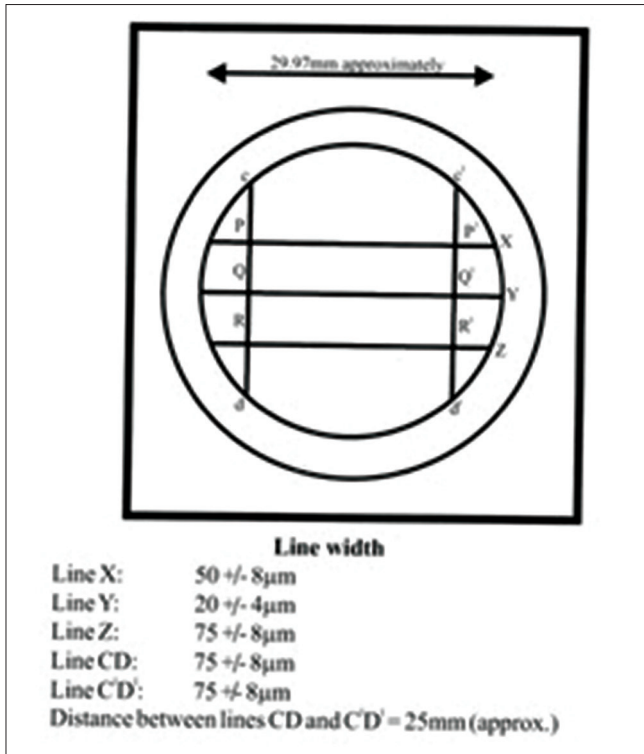 29.97mm approximately
c c'
P P' X
Q Q' Y
R R' Z
d d'
Line width
Line X: 50 +/- 8µm
Line Y: 20 +/- 4µm
Line Z: 75 +/- 8µm
Line CD: 75 +/- 8µm
Line C'D': 75 +/- 8µm
Distance between lines CD and C'D' = 25mm (approx.)